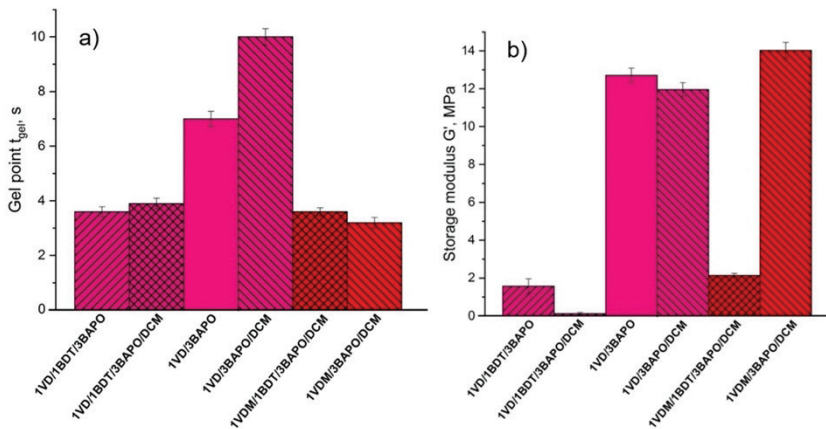 a)
Gel point t_gel, s
10
8
6
4
2
0
1VD/1BDT/3BAPO
1VD/1BDT/3BAPO/DCM
1VD/3BAPO
1VD/3BAPO/DCM
1VDM/1BDT/3BAPO/DCM
1VDM/3BAPO/DCM
b)
Storage modulus G', MPa
14
12
10
8
6
4
2
0
1VD/1BDT/3BAPO
1VD/1BDT/3BAPO/DCM
1VD/3BAPO
1VD/3BAPO/DCM
1VDM/1BDT/3BAPO/DCM
1VDM/3BAPO/DCM